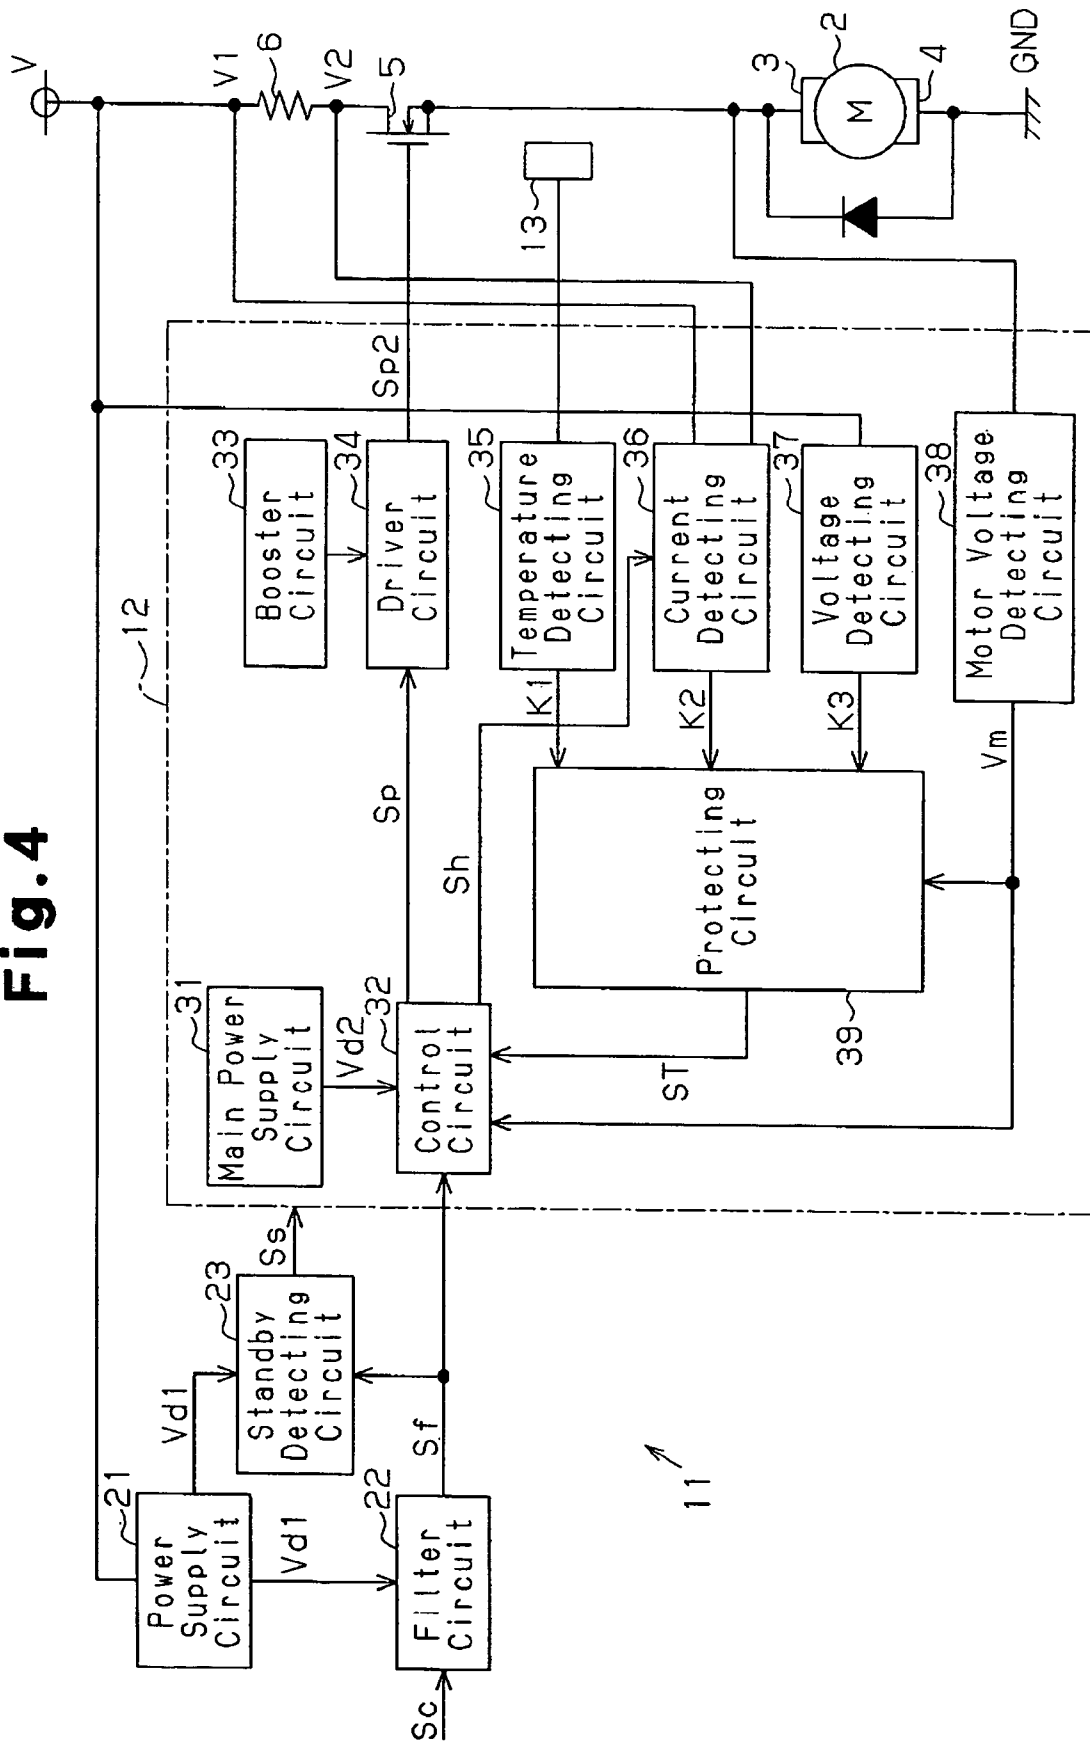 Fig.4
V
21
Power
Supply
Circuit
Vd1
Vd1
23
Standby
Detecting
Circuit
Ss
Sc
22
Filter
Circuit
Sf
11
12
31
Main Power
Supply
Circuit
Vd2
32
Control
Circuit
Sp
Sh
ST
33
Booster
Circuit
34
Driver
Circuit
Sp2
35
Temperature
Detecting
Circuit
K1
36
Current
Detecting
Circuit
K2
37
Voltage
Detecting
Circuit
K3
38
Motor Voltage
Detecting
Circuit
Vm
Protecting
Circuit
39
V1
6
V2
5
13
3
2
M
4
GND